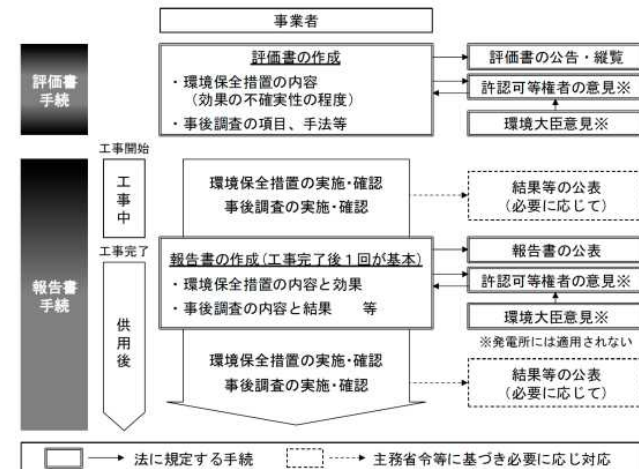 事業者
評価書
手続
評価書の作成
・環境保全措置の内容
(効果の不確実性の程度)
・事後調査の項目、手法等
評価書の公告・縦覧
許認可等権者の意見※
環境大臣意見※
工事開始
工事中
環境保全措置の実施・確認
事後調査の実施・確認
結果等の公表
(必要に応じて)
工事完了
報告書
手続
報告書の作成(工事完了後1回が基本)
・環境保全措置の内容と効果
・事後調査の内容と結果 等
報告書の公表
許認可等権者の意見※
環境大臣意見※
※発電所には適用されない
供用後
環境保全措置の実施・確認
事後調査の実施・確認
結果等の公表
(必要に応じて)
法に規定する手続
主務省令等に基づき必要に応じ対応